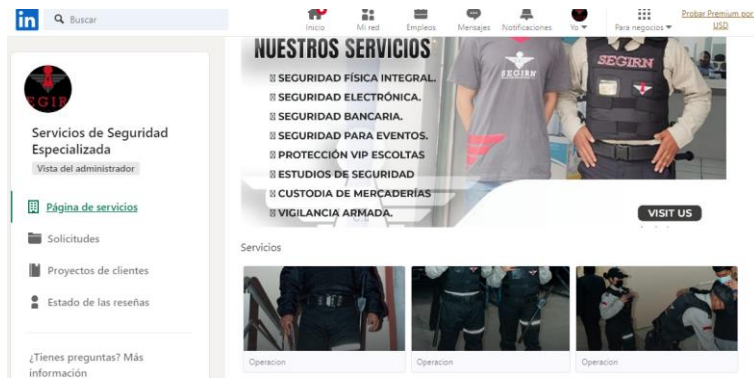 in
Buscar
Inicio
Mi red
Empleos
Mensajes
Notificaciones
Yo
Para negocios
Probar Premium por
USD
EGIR
Servicios de Seguridad
Especializada
Vista del administrador
Página de servicios
Solicitudes
Proyectos de clientes
Estado de las reseñas
¿Tienes preguntas? Más
información
NUESTROS SERVICIOS
SEGURIDAD FÍSICA INTEGRAL.
SEGURIDAD ELECTRÓNICA.
SEGURIDAD BANCARIA.
SEGURIDAD PARA EVENTOS.
PROTECCIÓN VIP ESCOLTAS
ESTUDIOS DE SEGURIDAD
CUSTODIA DE MERCADERÍAS
VIGILANCIA ARMADA.
SEGIRN
SEGIRN
VISIT US
Servicios
Operacion
Operacion
Operacion